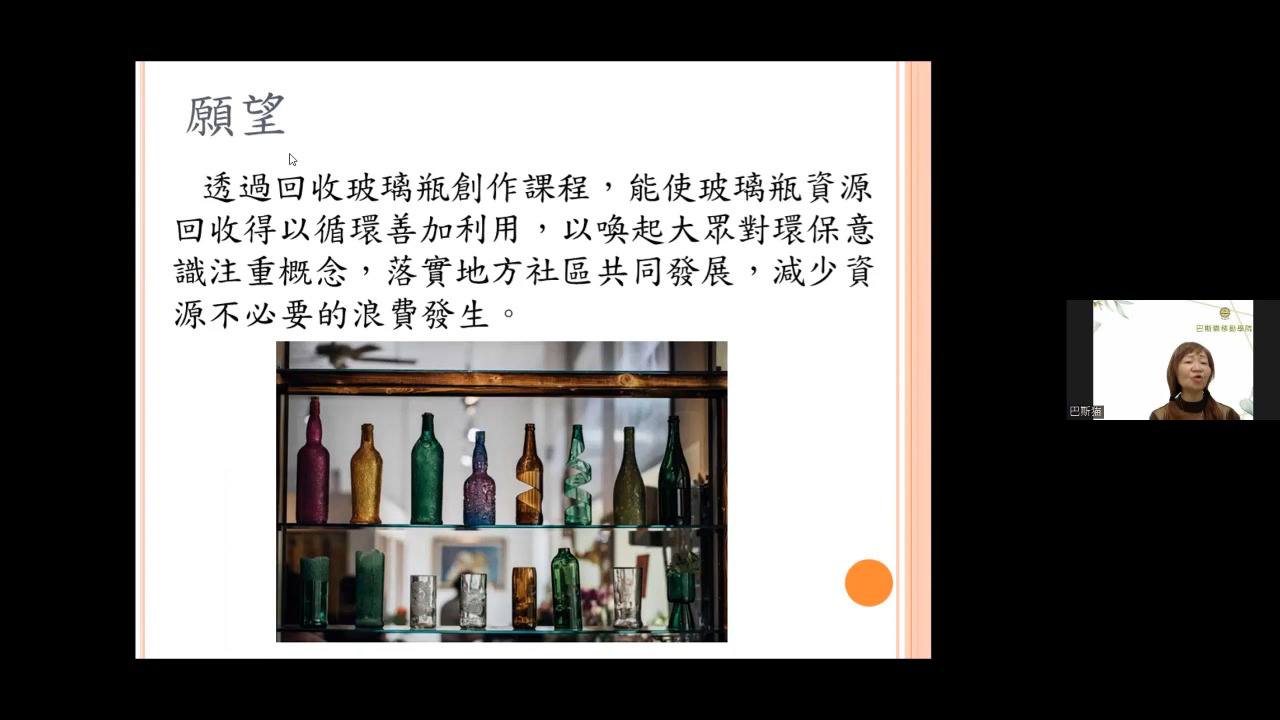 願望
透過回收玻璃瓶創作課程，能使玻璃瓶資源
回收得以循環善加利用，以喚起大眾對環保意
識注重概念，落實地方社區共同發展，減少資
源不必要的浪費發生。
巴斯貓移動學院
巴斯貓